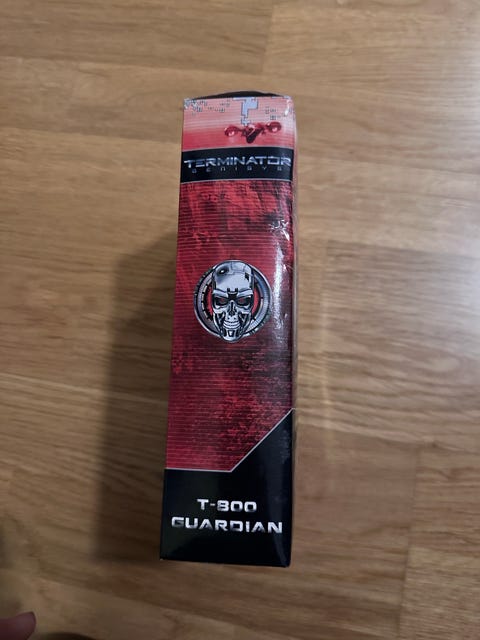 TERMINATOR
GENISYS
T-800
GUARDIAN